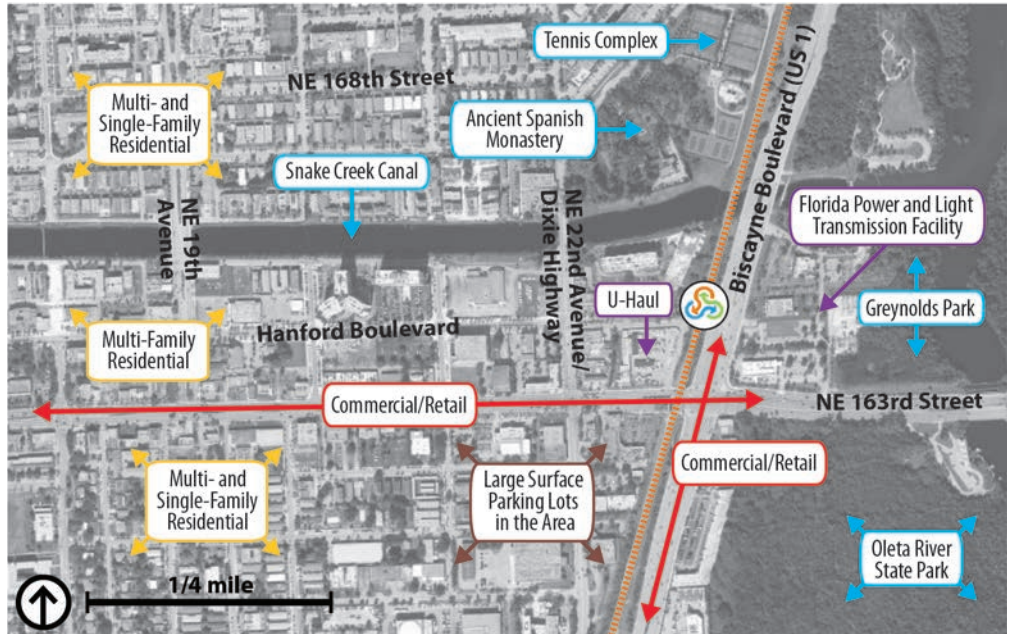 Tennis Complex
NE 168th Street
Biscayne Boulevard (US 1)
Multi- and
Single-Family
Residential
Ancient Spanish
Monastery
Snake Creek Canal
NE 19th
Avenue
NE 22nd Avenue/
Dixie Highway
Florida Power and Light
Transmission Facility
U-Haul
Greynolds Park
Hanford Boulevard
Multi-Family
Residential
Commercial/Retail
NE 163rd Street
Commercial/Retail
Multi- and
Single-Family
Residential
Large Surface
Parking Lots
in the Area
Oleta River
State Park
1/4 mile